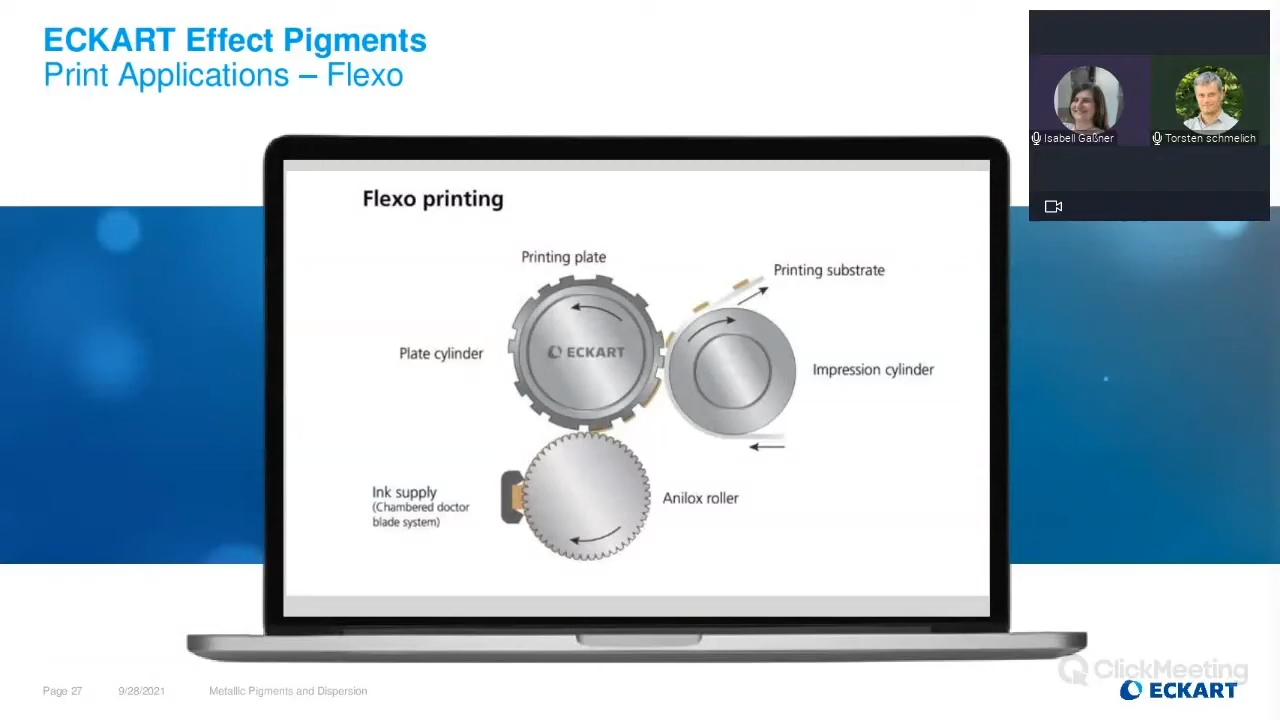 ECKART Effect Pigments
Print Applications – Flexo
Isabell Gaßner
Torsten schmelich
Flexo printing
Printing plate
Printing substrate
Plate cylinder
ECKART
Impression cylinder
Ink supply
(Chambered doctor
blade system)
Anilox roller
ClickMeeting
Page 27
9/28/2021
Metallic Pigments and Dispersion
ECKART